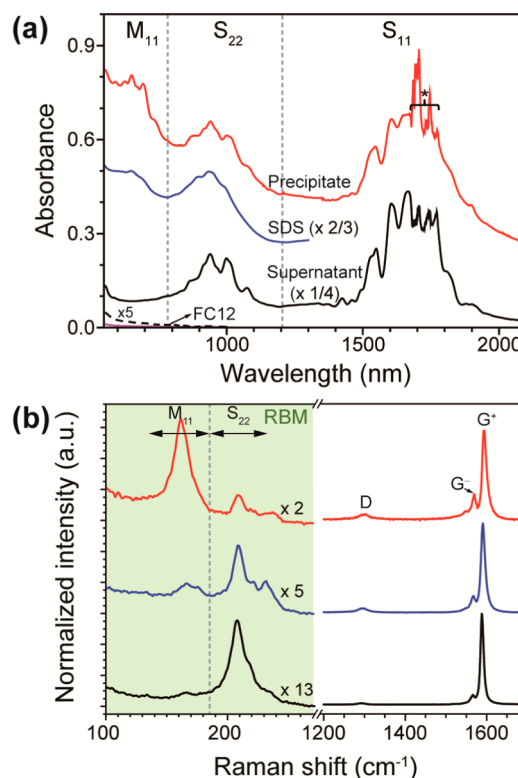 (a)
M11 S22 S11
0.9
0.6
0.3
0.0
Absorbance
*
Precipitate
SDS (x 2/3)
Supernatant
(x 1/4)
x5
FC12
1000 1500 2000
Wavelength (nm)
(b)
M11 S22 RBM
G+
G-
D
x 2
x 5
x 13
Normalized intensity (a.u.)
100 200 1200 1400 1600
Raman shift (cm-1)